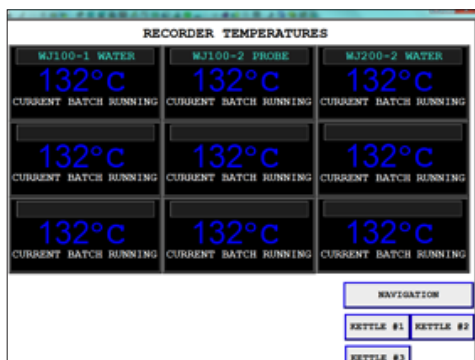 RECORDER TEMPERATURES
WJ100-1 WATER WJ100-2 PROBE WJ200-2 WATER
132°C 132°C 132°C
CURRENT BATCH RUNNING CURRENT BATCH RUNNING CURRENT BATCH RUNNING
132°C 132°C 132°C
CURRENT BATCH RUNNING CURRENT BATCH RUNNING CURRENT BATCH RUNNING
132°C 132°C 132°C
CURRENT BATCH RUNNING CURRENT BATCH RUNNING CURRENT BATCH RUNNING
NAVIGATION
KETTLE #1 KETTLE #2
KETTLE #3